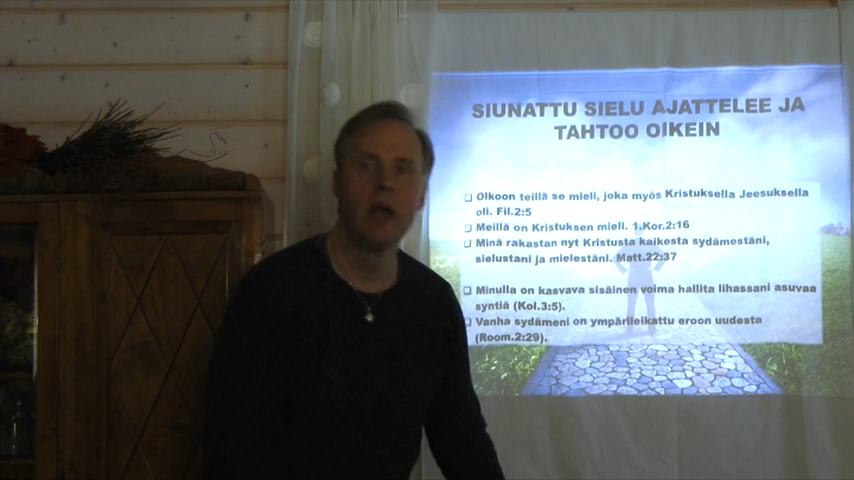 SIUNATTU SIELU AJATTELEE JA
TAHTOO OIKEIN
❑ Olkoon teillä se mieli, joka myös Kristuksella Jeesuksella
oli. Fil.2:5
❑ Meillä on Kristuksen mieli. 1.Kor.2:16
❑ Minä rakastan nyt Kristusta kaikesta sydämestäni,
sielustani ja mielestäni. Matt.22:37
❑ Minulla on kasvava sisäinen voima hallita lihassani asuvaa
syntiä (Kol.3:5).
❑ Vanha sydämeni on ympärileikattu eroon uudesta
(Room.2:29).